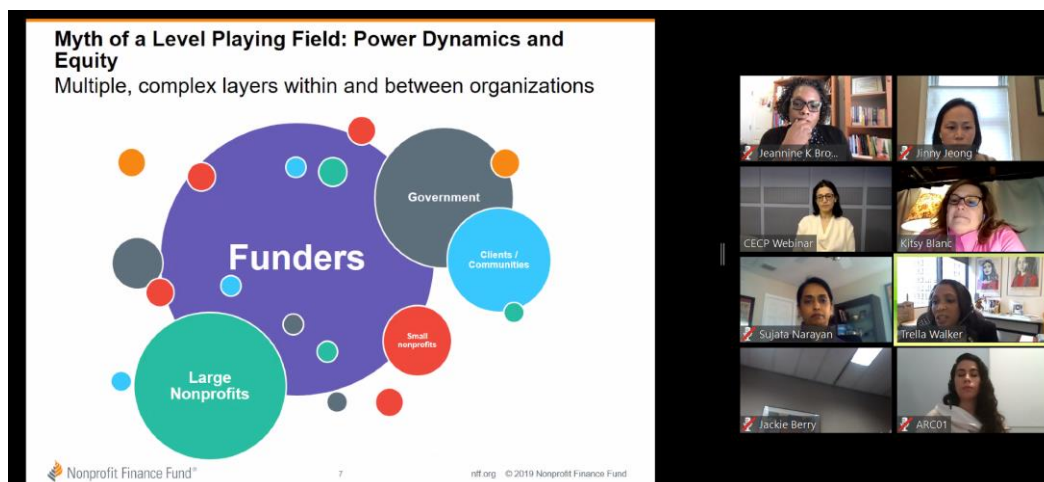 Myth of a Level Playing Field: Power Dynamics and
Equity
Multiple, complex layers within and between organizations
Funders
Government
Clients /
Communities
Small
nonprofits
Large
Nonprofits
Nonprofit Finance Fund®
7
nff.org © 2019 Nonprofit Finance Fund
Jeannine K Bro...
Jinny Jeong
CECP Webinar
Kitsy Blanc
Sujata Narayan
Trella Walker
Jackie Berry
ARC01